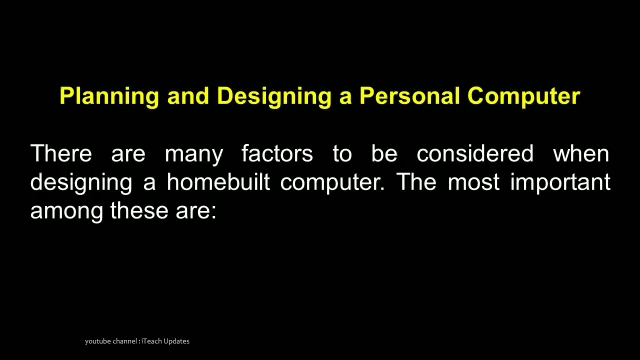 Planning and Designing a Personal Computer
There are many factors to be considered when
designing a homebuilt computer. The most important
among these are:
youtube channel : iTeach Updates